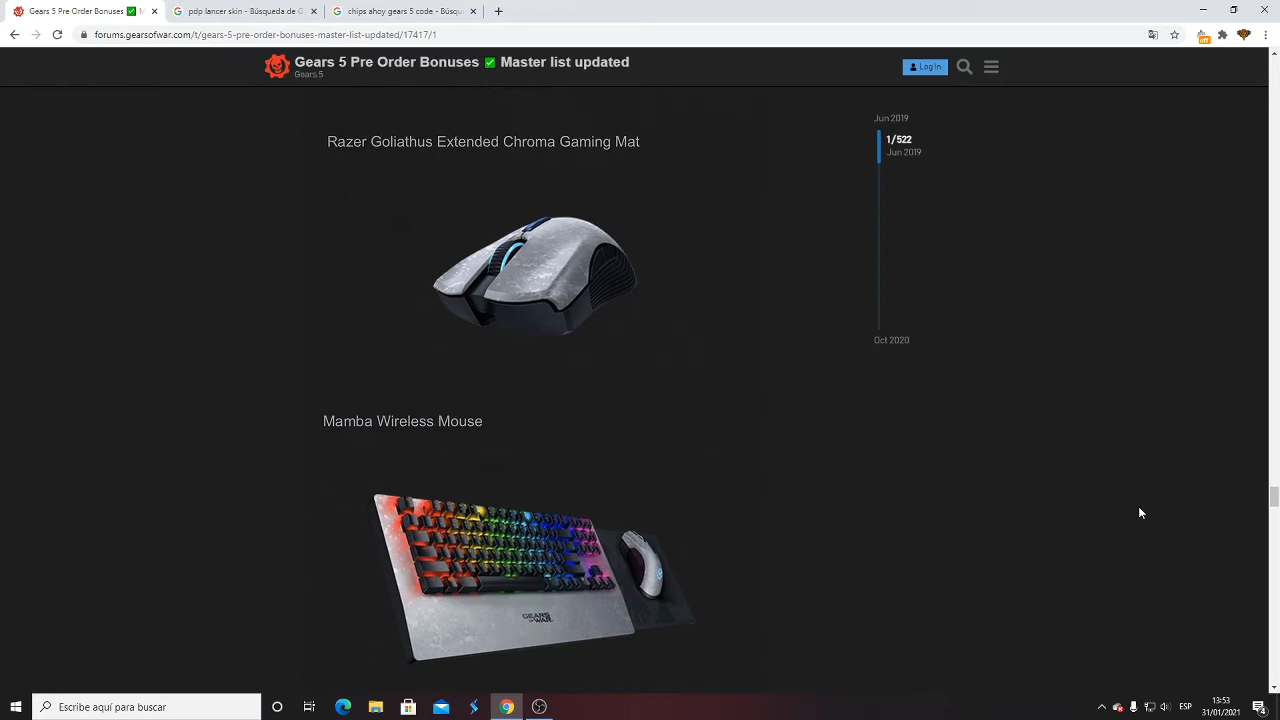 Gears 5 Pre Order Bonuses ✅ M
pdp lancer skin - Búsqueda de G
chips ahoy gears 5 code - Búsqu
forums.gearsofwar.com/t/gears-5-pre-order-bonuses-master-list-updated/17417/1
off
Gears 5 Pre Order Bonuses ✅ Master list updated
Gears 5
Log In
Razer Goliathus Extended Chroma Gaming Mat
Jun 2019
1/522
Jun 2019
Oct 2020
Mamba Wireless Mouse
GEARS
OF WAR
Escribe aquí para buscar
ESP
13:53
31/01/2021
4